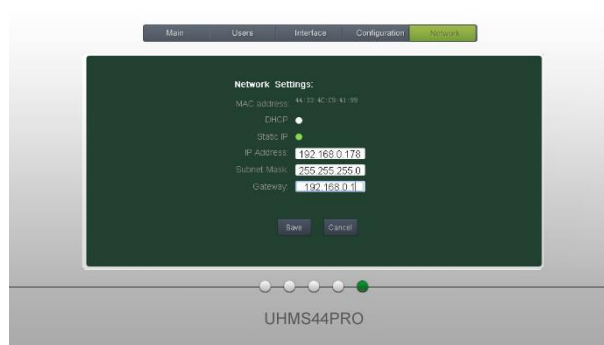 Main Users Interface Configuration Network
Network Settings:
MAC address:
DHCP
Static IP
IP Address: 192.168.0.178
Subnet Mask: 255.255.255.0
Gateway: 192.168.0.1
Save Cancel
UHMS44PRO